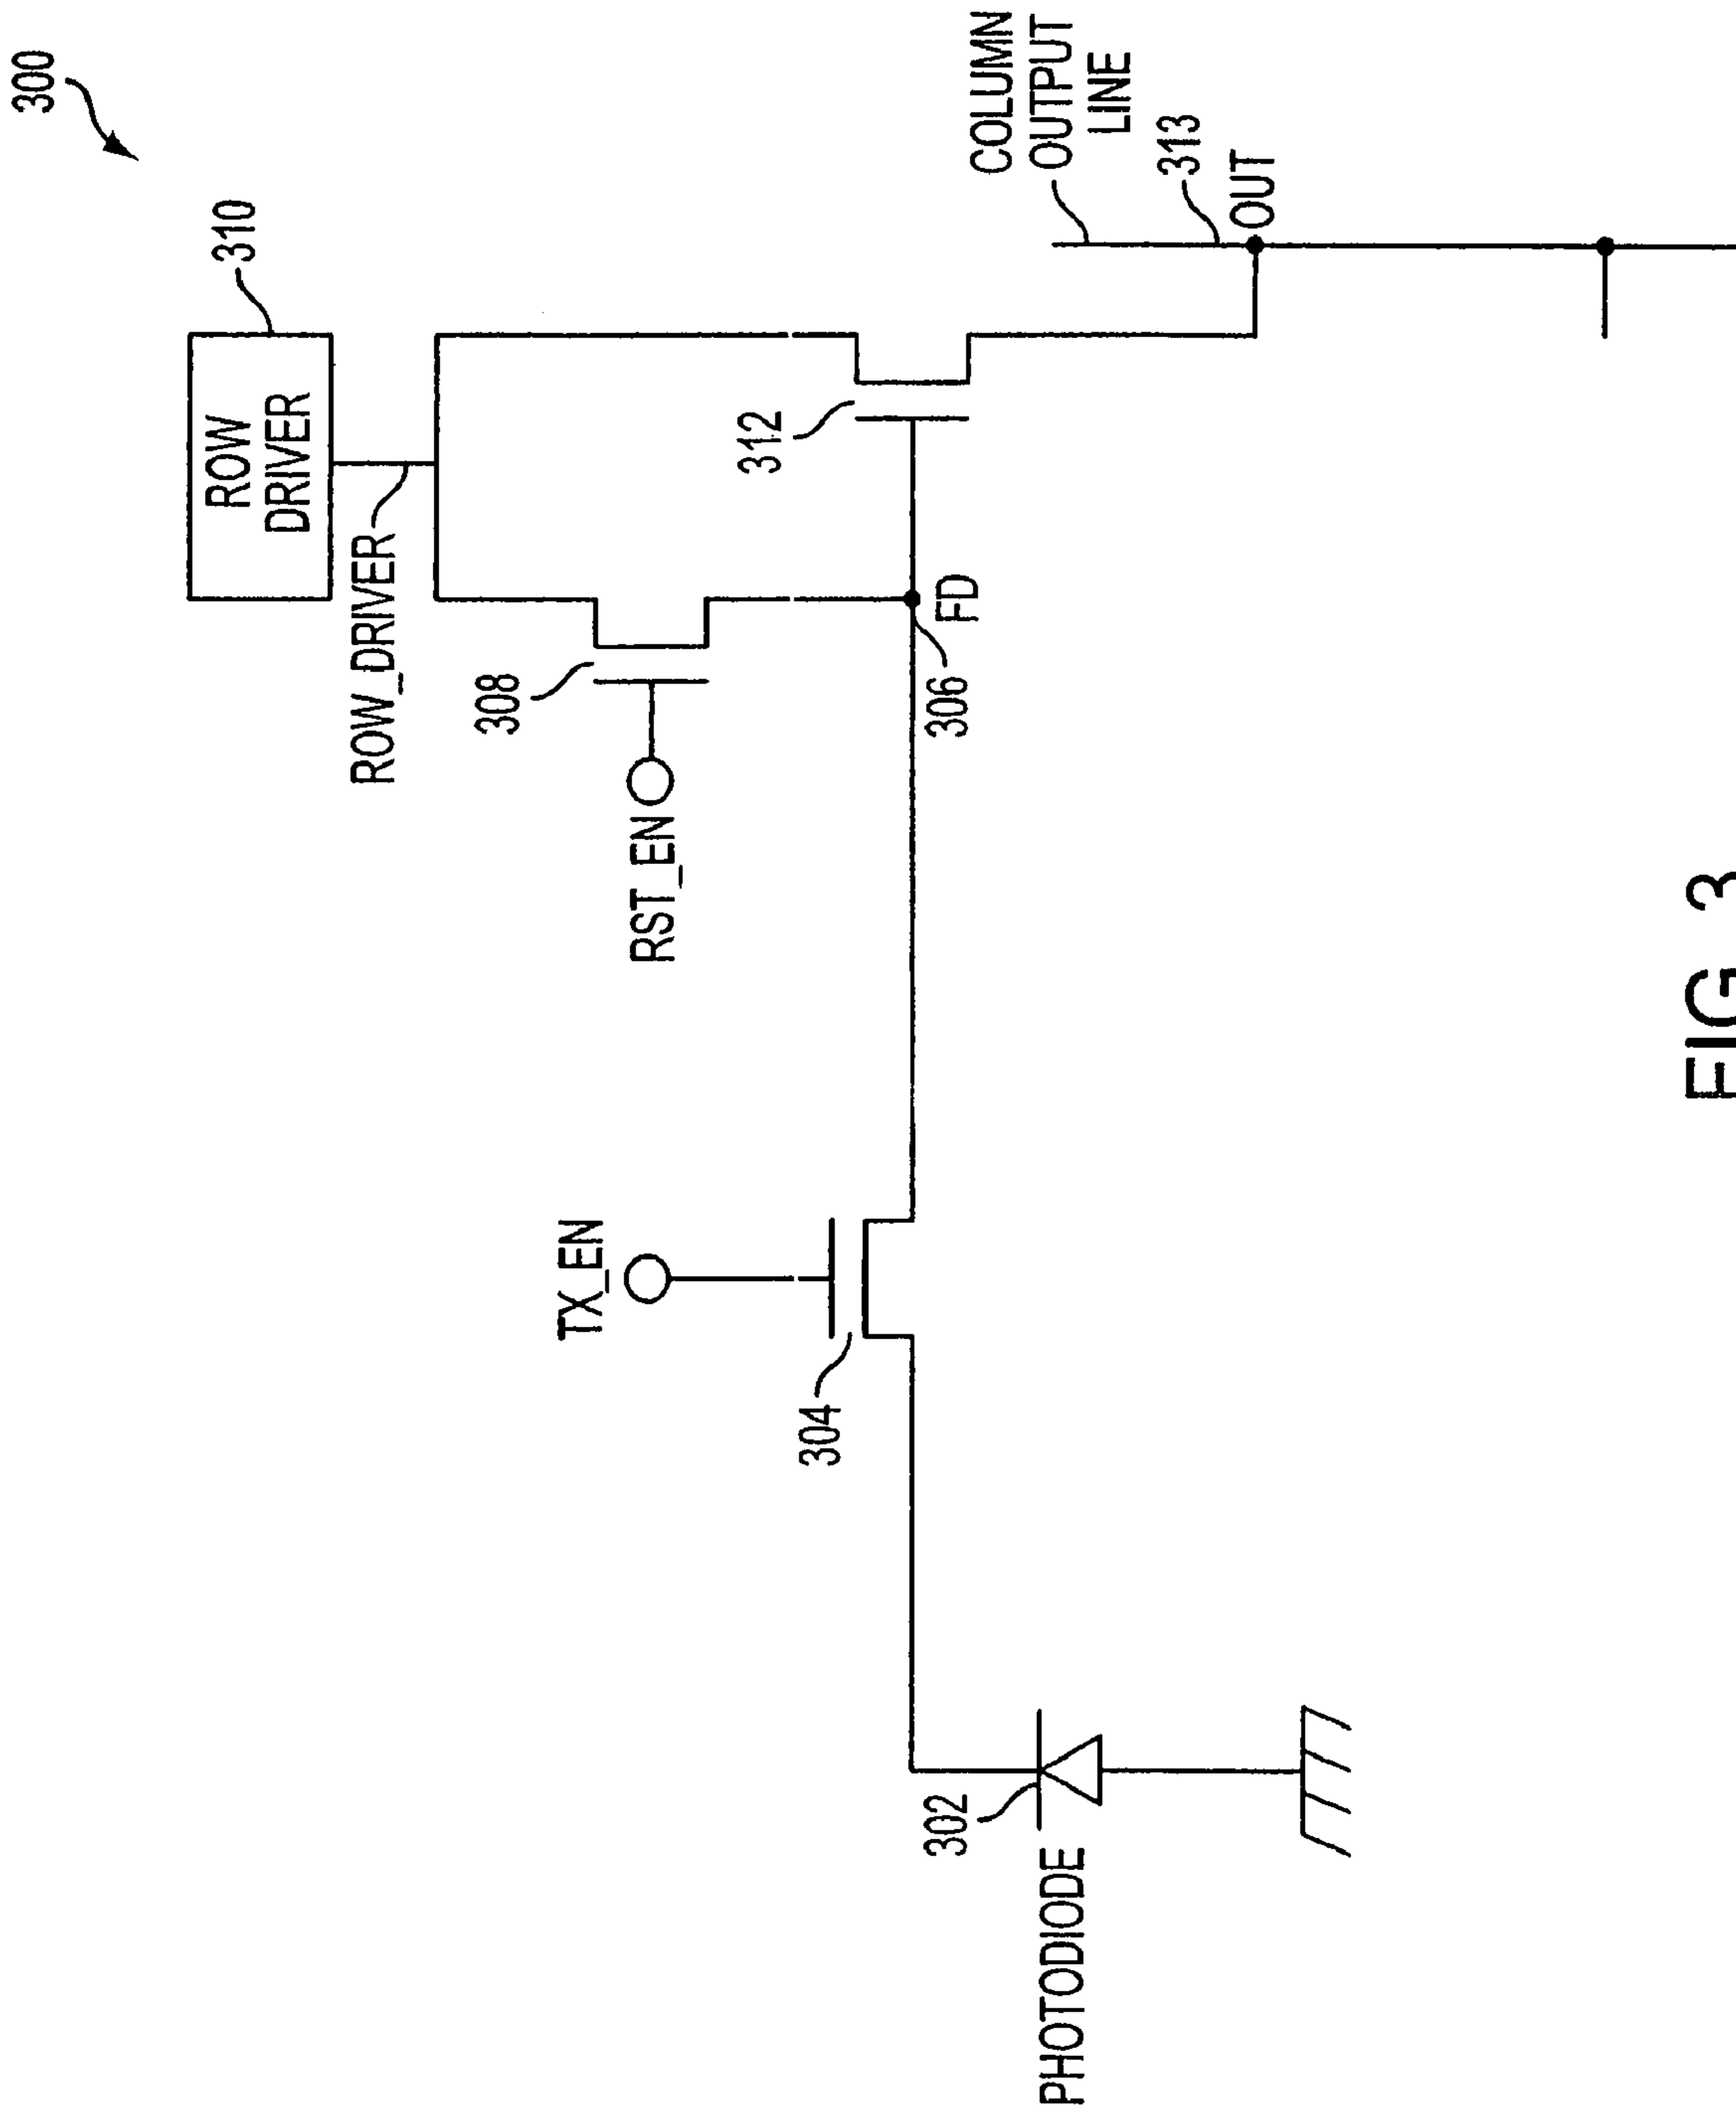 300
310
ROW
DRIVER
ROW_DRIVER
308
RST_EN
312
COLUMN
OUTPUT
LINE
313
OUT
FD
306
TX_EN
304
302
PHOTODIODE
FIG. 3